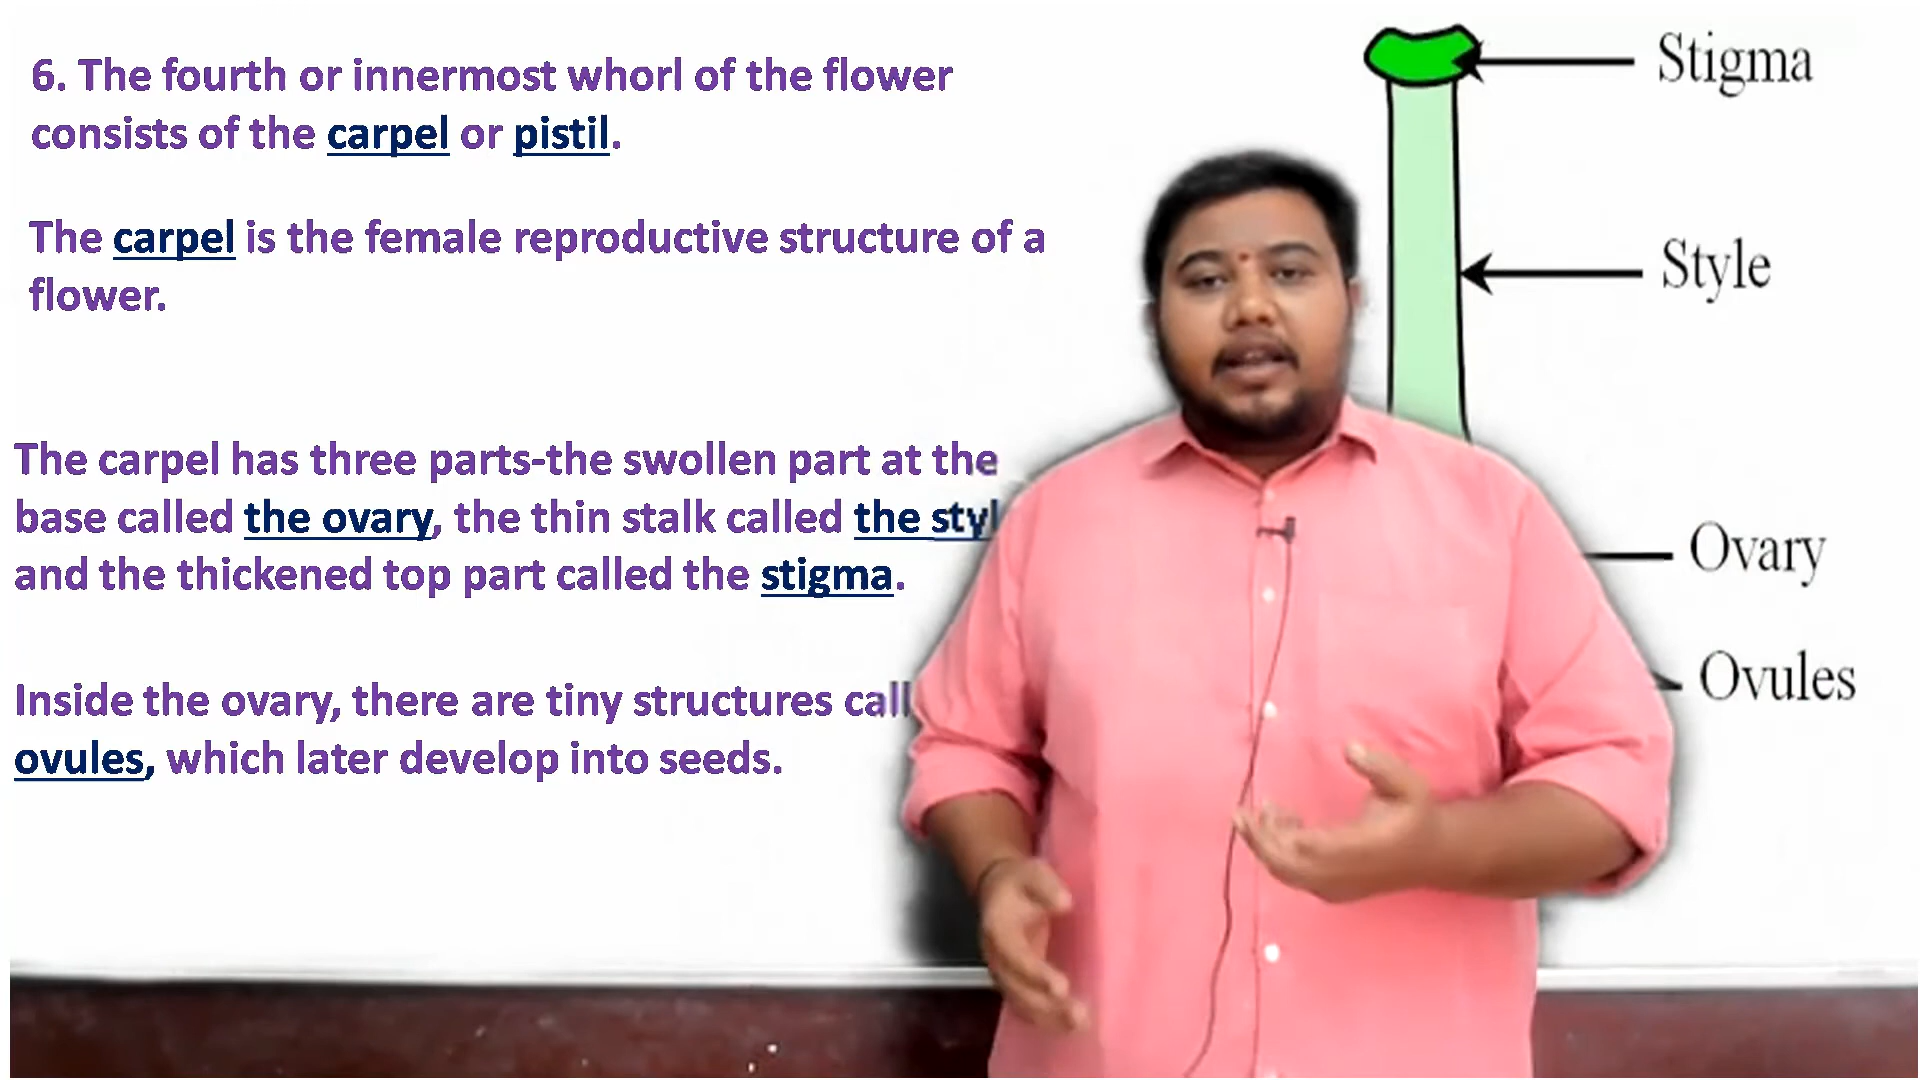 6. The fourth or innermost whorl of the flower
consists of the carpel or pistil.
The carpel is the female reproductive structure of a
flower.
The carpel has three parts-the swollen part at the
base called the ovary, the thin stalk called the
and the thickened top part called the stigma.
Inside the ovary, there are tiny structures
ovules, which later develop into seeds.
Stigma
Style
Ovary
Ovules